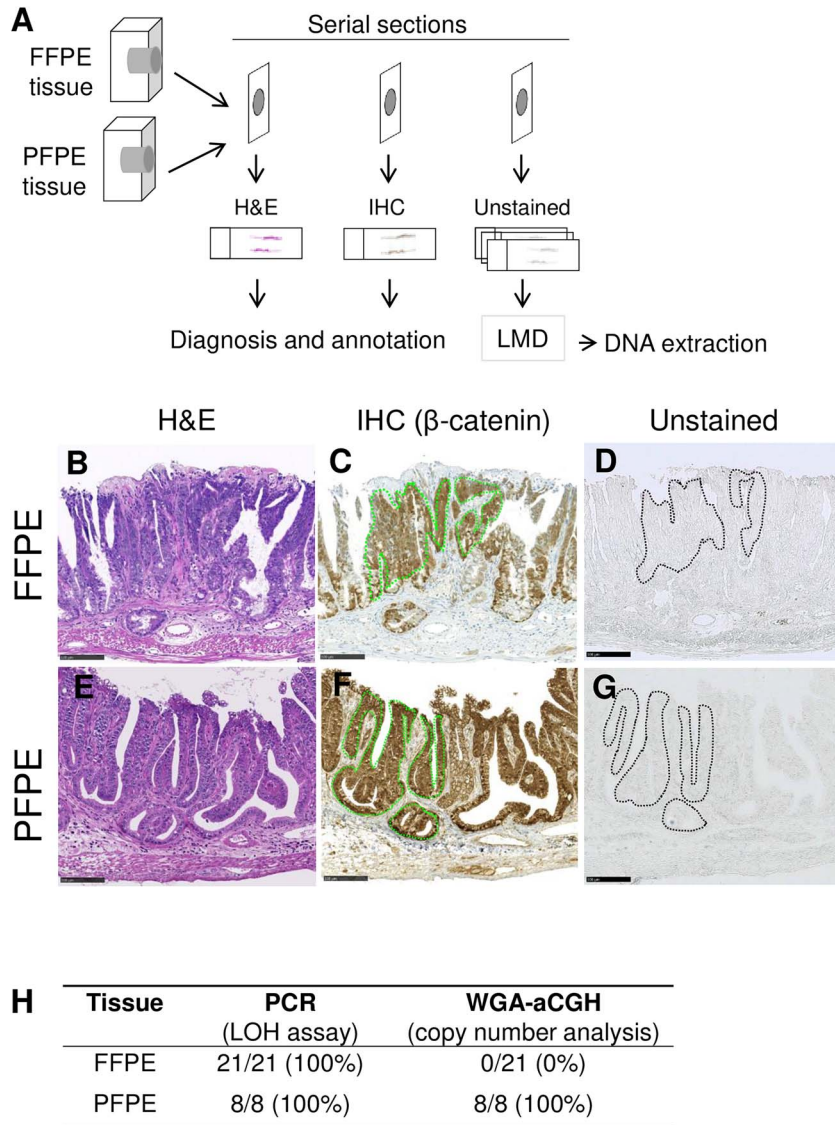 A
Serial sections
FFPE
tissue
PFPE
tissue
H&E
IHC
Unstained
Diagnosis and annotation
LMD
DNA extraction
H&E
IHC (β-catenin)
Unstained
FFPE
B
C
D
PFPE
E
F
G
H
Tissue PCR WGA-aCGH
(LOH assay) (copy number analysis)
FFPE 21/21 (100%) 0/21 (0%)
PFPE 8/8 (100%) 8/8 (100%)